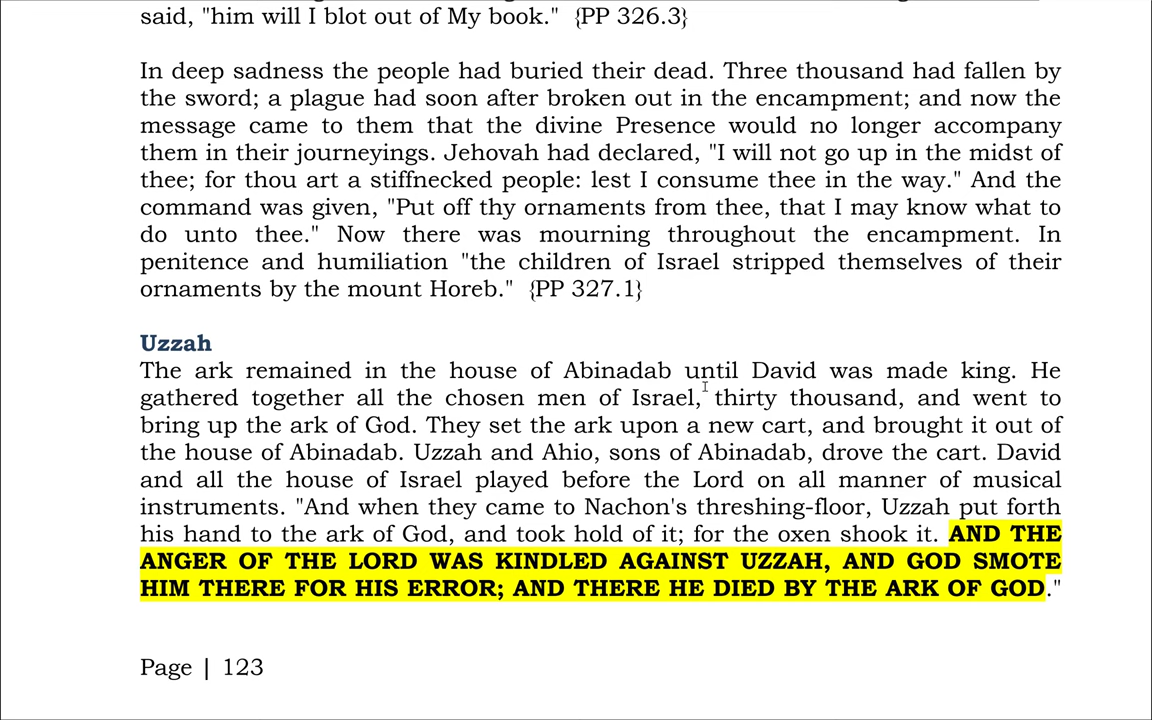 said, "him will I blot out of My book." {PP 326.3}
In deep sadness the people had buried their dead. Three thousand had fallen by
the sword; a plague had soon after broken out in the encampment; and now the
message came to them that the divine Presence would no longer accompany
them in their journeyings. Jehovah had declared, "I will not go up in the midst of
thee; for thou art a stiffnecked people: lest I consume thee in the way." And the
command was given, "Put off thy ornaments from thee, that I may know what to
do unto thee." Now there was mourning throughout the encampment. In
penitence and humiliation "the children of Israel stripped themselves of their
ornaments by the mount Horeb." {PP 327.1}
Uzzah
The ark remained in the house of Abinadab until David was made king. He
gathered together all the chosen men of Israel, thirty thousand, and went to
bring up the ark of God. They set the ark upon a new cart, and brought it out of
the house of Abinadab. Uzzah and Ahio, sons of Abinadab, drove the cart. David
and all the house of Israel played before the Lord on all manner of musical
instruments. "And when they came to Nachon's threshing-floor, Uzzah put forth
his hand to the ark of God, and took hold of it; for the oxen shook it. AND THE
ANGER OF THE LORD WAS KINDLED AGAINST UZZAH, AND GOD SMOTE
HIM THERE FOR HIS ERROR; AND THERE HE DIED BY THE ARK OF GOD."
Page | 123